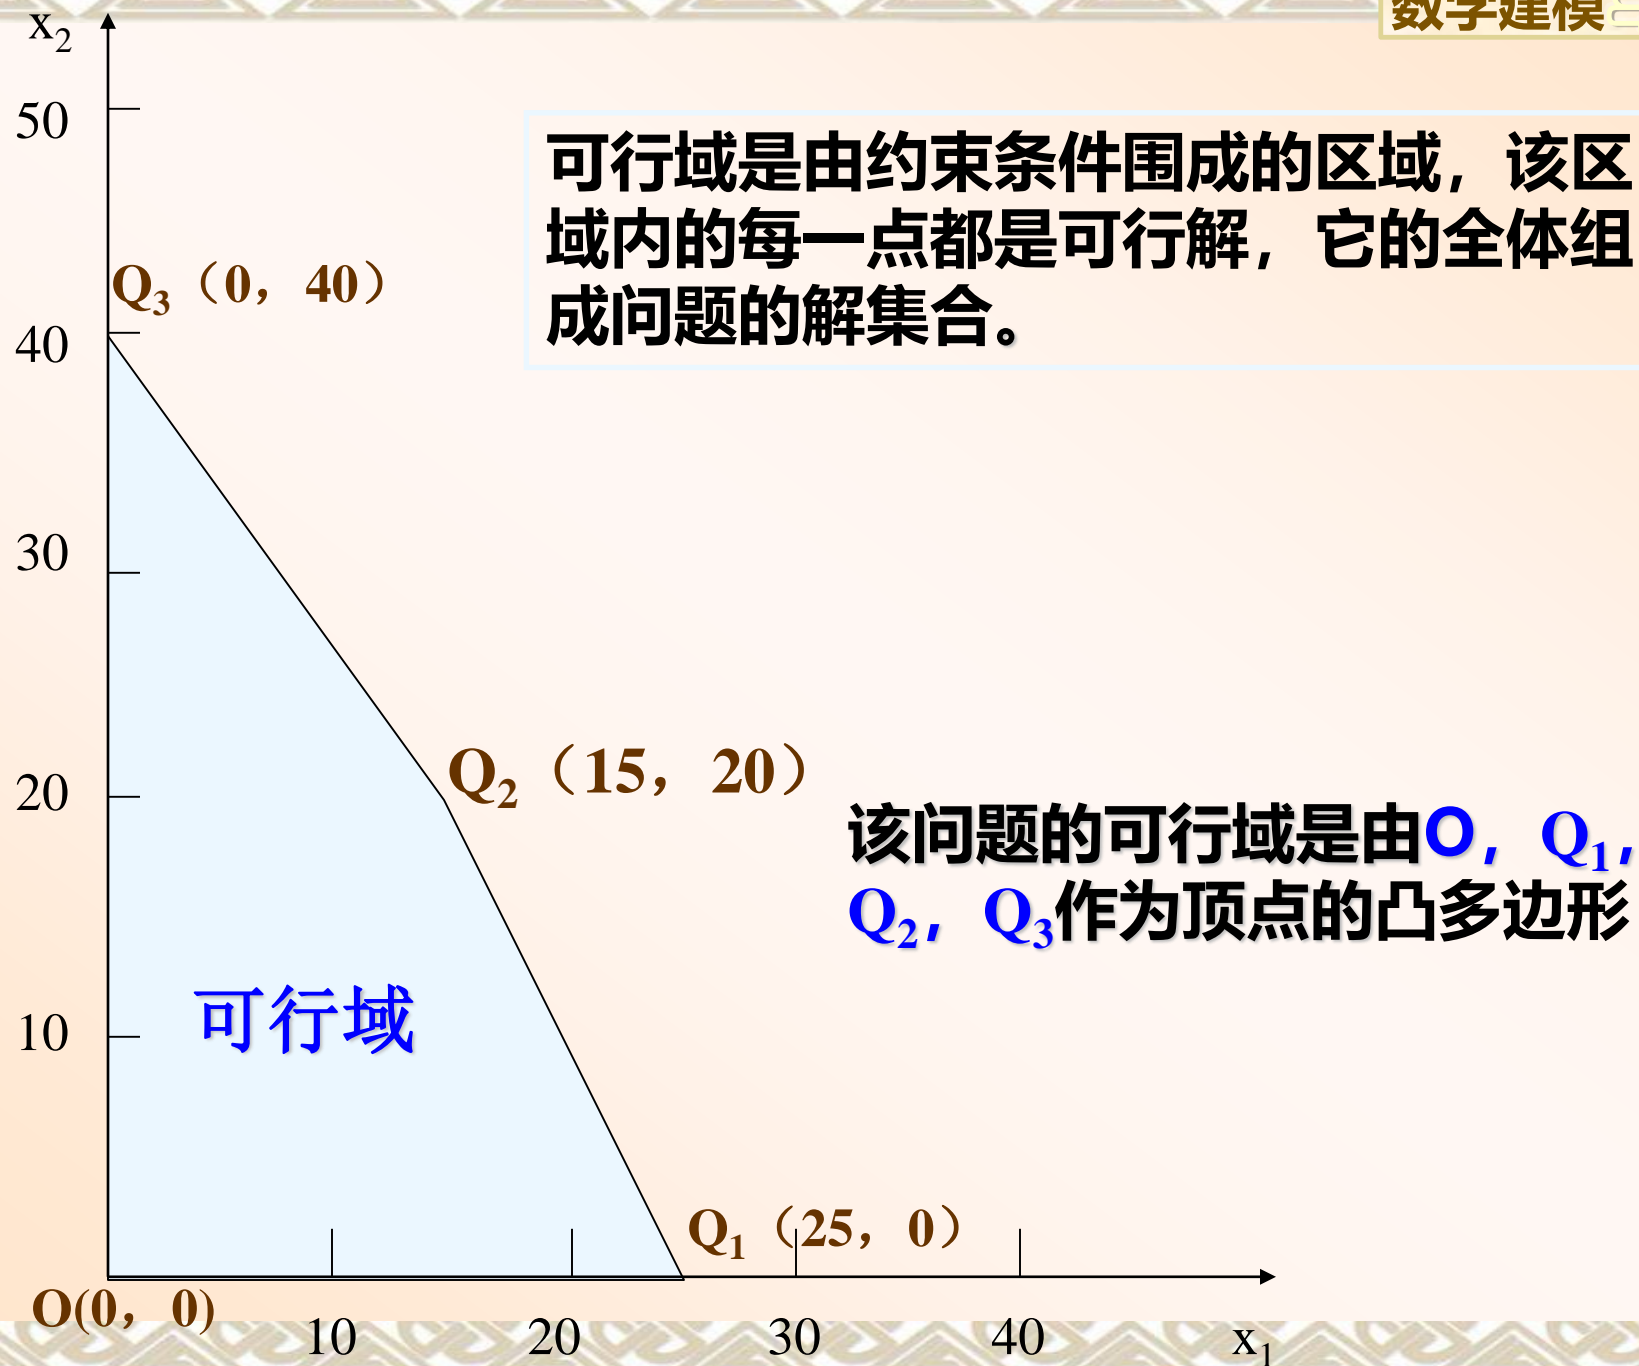 数学建模
x₂
50
可行域是由约束条件围成的区域，该区
域内的每一点都是可行解，它的全体组
成问题的解集合。
Q₃（0，40）
40
30
Q₂（15，20）
20
该问题的可行域是由O，Q₁，
Q₂，Q₃作为顶点的凸多边形
可行域
10
Q₁（25，0）
O(0，0)
10 20 30 40 x₁